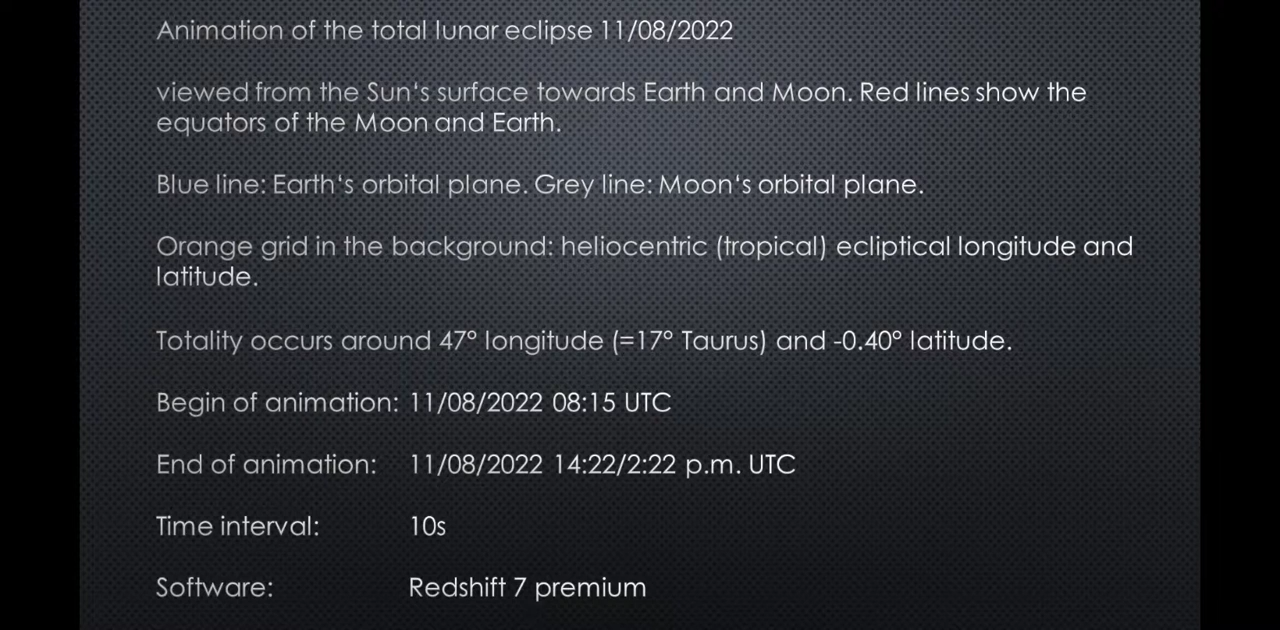 Animation of the total lunar eclipse 11/08/2022
viewed from the Sun‘s surface towards Earth and Moon. Red lines show the
equators of the Moon and Earth.
Blue line: Earth‘s orbital plane. Grey line: Moon‘s orbital plane.
Orange grid in the background: heliocentric (tropical) ecliptical longitude and
latitude.
Totality occurs around 47° longitude (=17° Taurus) and -0.40° latitude.
Begin of animation: 11/08/2022 08:15 UTC
End of animation: 11/08/2022 14:22/2:22 p.m. UTC
Time interval: 10s
Software: Redshift 7 premium